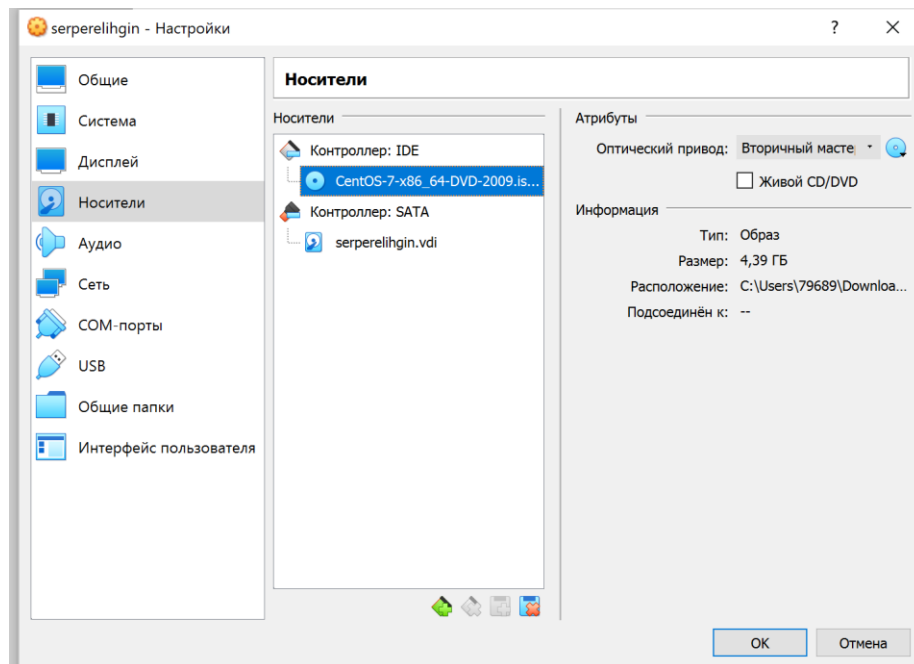 serperelihgin - Настройки
?
Общие
Система
Дисплей
Носители
Аудио
Сеть
COM-порты
USB
Общие папки
Интерфейс пользователя
Носители
Носители
Контроллер: IDE
CentOS-7-x86_64-DVD-2009.is...
Контроллер: SATA
serperelihgin.vdi
Атрибуты
Оптический привод: Вторичный масте
Живой CD/DVD
Информация
Тип: Образ
Размер: 4,39 ГБ
Расположение: C:\Users\79689\Downloa...
Подсоединён к: --
OK
Отмена